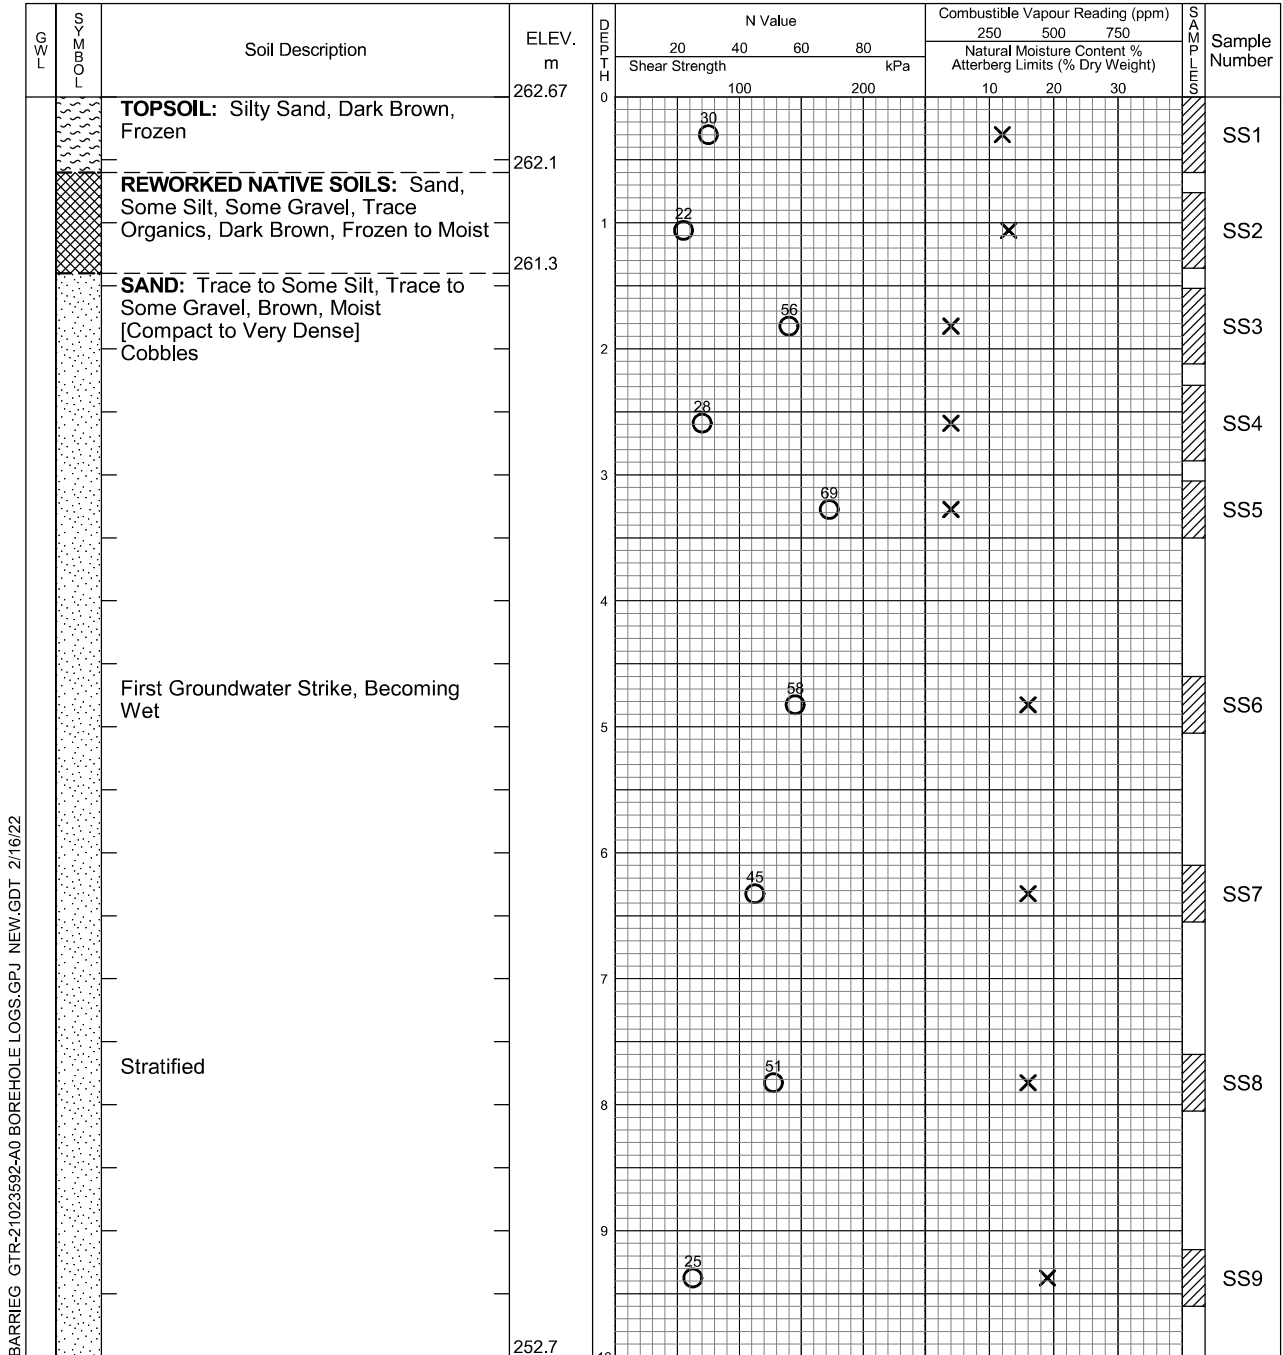 GWL
SYMBOL
Soil Description
ELEV.
m
DEPTH
N Value
20 40 60 80
Shear Strength kPa
100 200
Combustible Vapour Reading (ppm)
250 500 750
Natural Moisture Content %
Atterberg Limits (% Dry Weight)
10 20 30
SAMPLES
Sample
Number
262.67
0
TOPSOIL: Silty Sand, Dark Brown,
Frozen
30
SS1
262.1
REWORKED NATIVE SOILS: Sand,
Some Silt, Some Gravel, Trace
Organics, Dark Brown, Frozen to Moist
22
1
SS2
261.3
SAND: Trace to Some Silt, Trace to
Some Gravel, Brown, Moist
[Compact to Very Dense]
Cobbles
56
SS3
2
28
SS4
3
69
SS5
4
First Groundwater Strike, Becoming
Wet
58
SS6
5
6
45
SS7
7
Stratified
51
SS8
8
9
25
SS9
252.7
10
BARRIEG GTR-21023592-A0 BOREHOLE LOGS.GPJ NEW.GDT 2/16/22